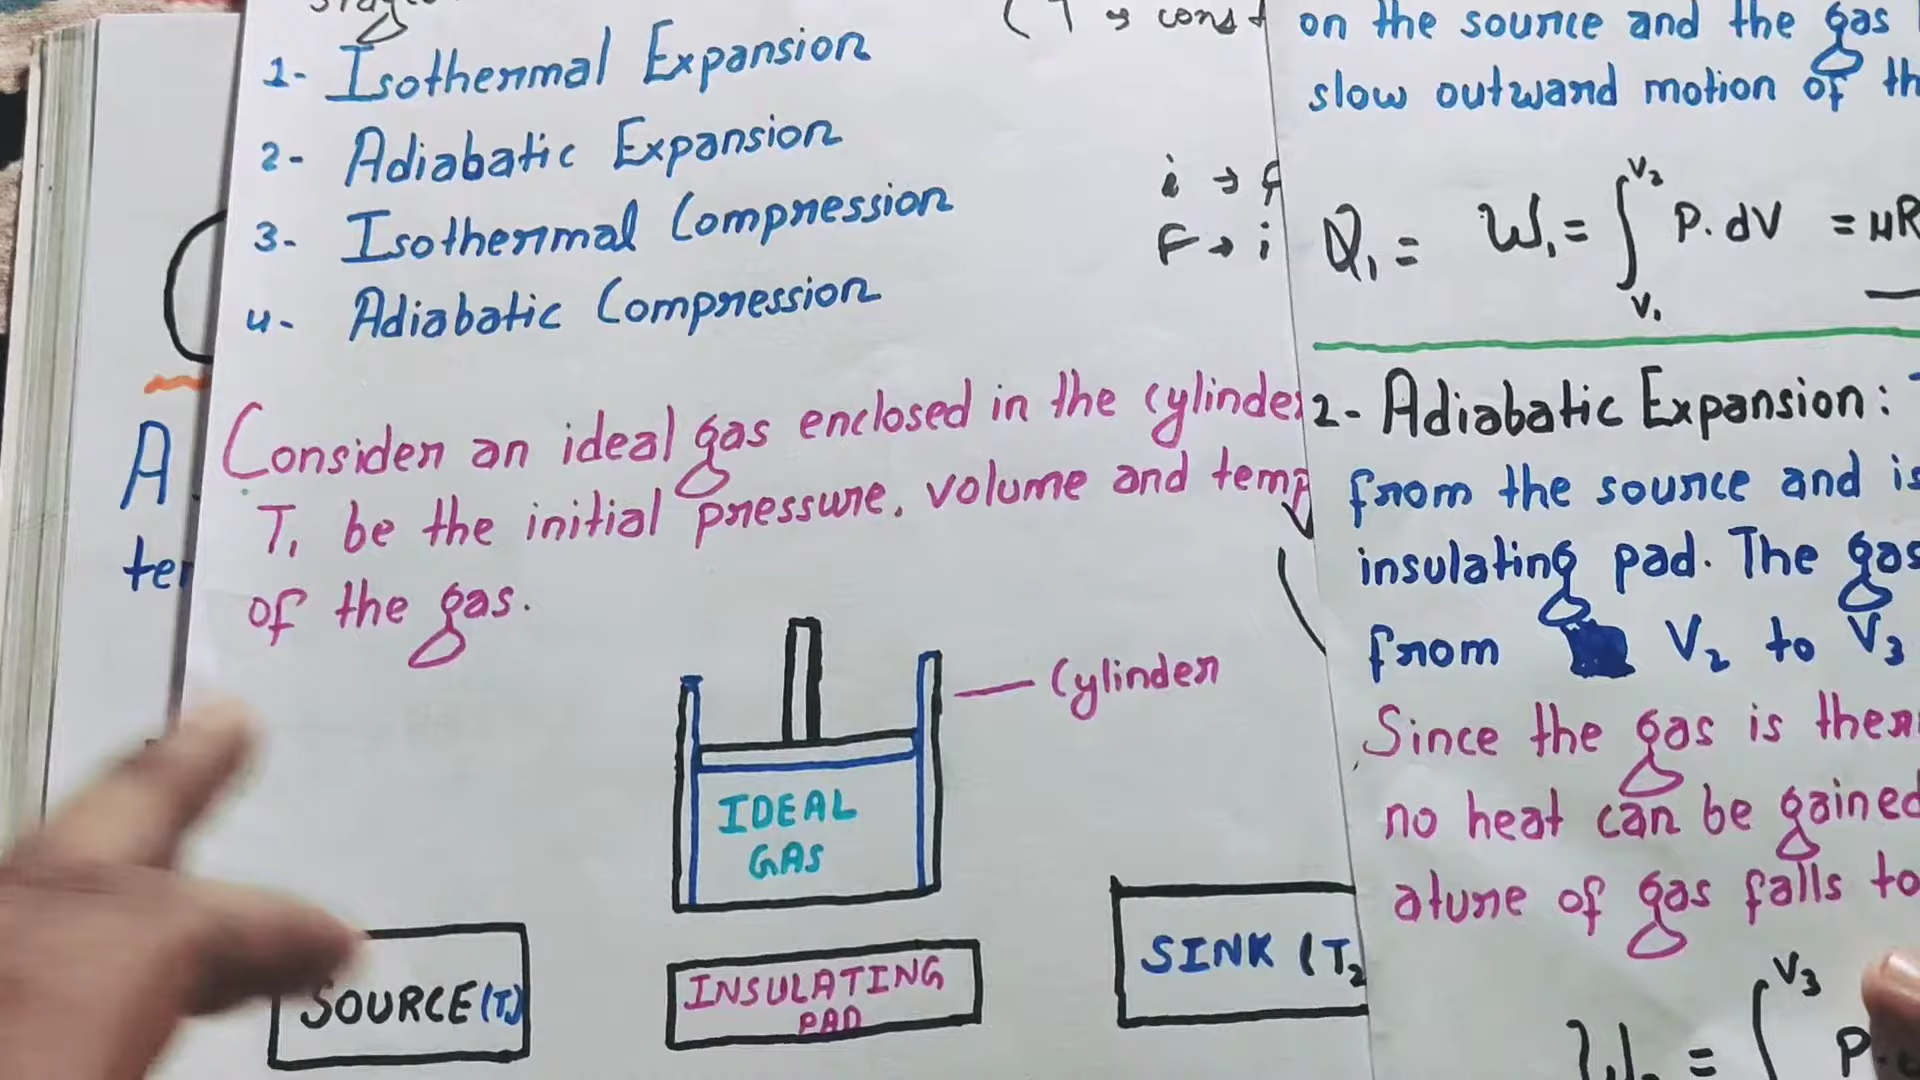 1- Isothermal Expansion
2- Adiabatic Expansion
3- Isothermal Compression
4- Adiabatic Compression
(T → const
i → f
F → i
Consider an ideal gas enclosed in the cylinder
T₁ be the initial pressure, volume and temp
of the gas.
Cylinder
IDEAL
GAS
SOURCE (T₁)
INSULATING
PAD
SINK (T₂
A
ter
on the source and the gas
slow outward motion of th
Q₁ = W₁ = ∫ V₂ V₁ P. dV = μR
2- Adiabatic Expansion:
from the source and is
insulating pad. The gas
from V₂ to V₃
Since the gas is ther
no heat can be gained
ature of gas falls to
V₃
= ∫ P.